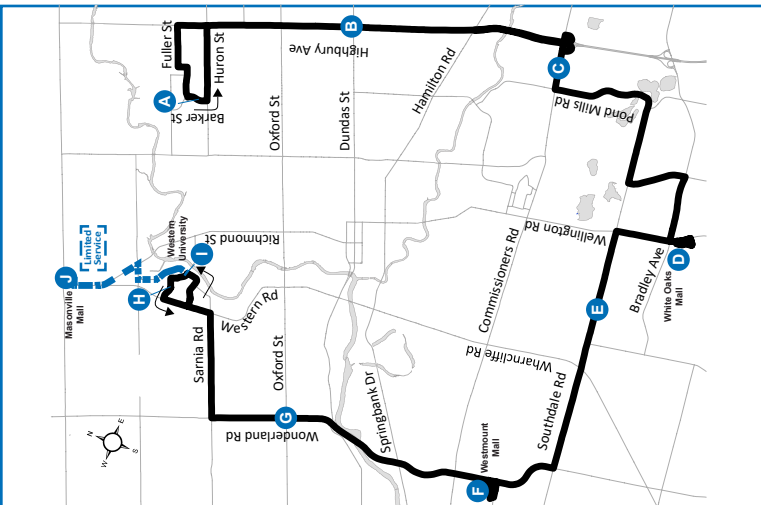 Fuller St
Huron St
B
Highbury Ave
A
Barker St
Oxford St
Dundas St
Hamilton Rd
C
Pond Mills Rd
Limited
Service
Western
University
Richmond St
I
J
Masonville
Mall
H
Western Rd
Sarnia Rd
Oxford St
Wellington Rd
Commissioners Rd
Bradley Ave
D
White Oaks
Mall
E
Wharncliffe Rd
Springbank Dr
Southdale Rd
G
Wonderland Rd
Westmount
Mall
F
N
E
S
W